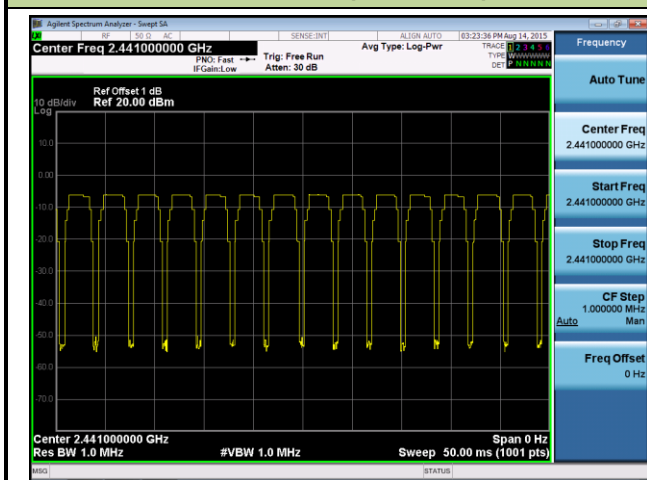 Agilent Spectrum Analyzer - Swept SA
RF 50 Ω AC SENSE:INT ALIGN AUTO 03:23:36 PM Aug 14, 2015
Center Freq 2.441000000 GHz
PNO: Fast
IFGain:Low
Trig: Free Run
Atten: 30 dB
Avg Type: Log-Pwr
TRACE 1 2 3 4 5 6
TYPE WWWWWW
DET P N N N N N
Ref Offset 1 dB
10 dB/div Ref 20.00 dBm
Log
10.0
0.00
-10.0
-20.0
-30.0
-40.0
-50.0
-60.0
-70.0
Center 2.441000000 GHz Span 0 Hz
Res BW 1.0 MHz #VBW 1.0 MHz Sweep 50.00 ms (1001 pts)
MSG STATUS
Frequency
Auto Tune
Center Freq
2.441000000 GHz
Start Freq
2.441000000 GHz
Stop Freq
2.441000000 GHz
CF Step
1.000000 MHz
Auto Man
Freq Offset
0 Hz